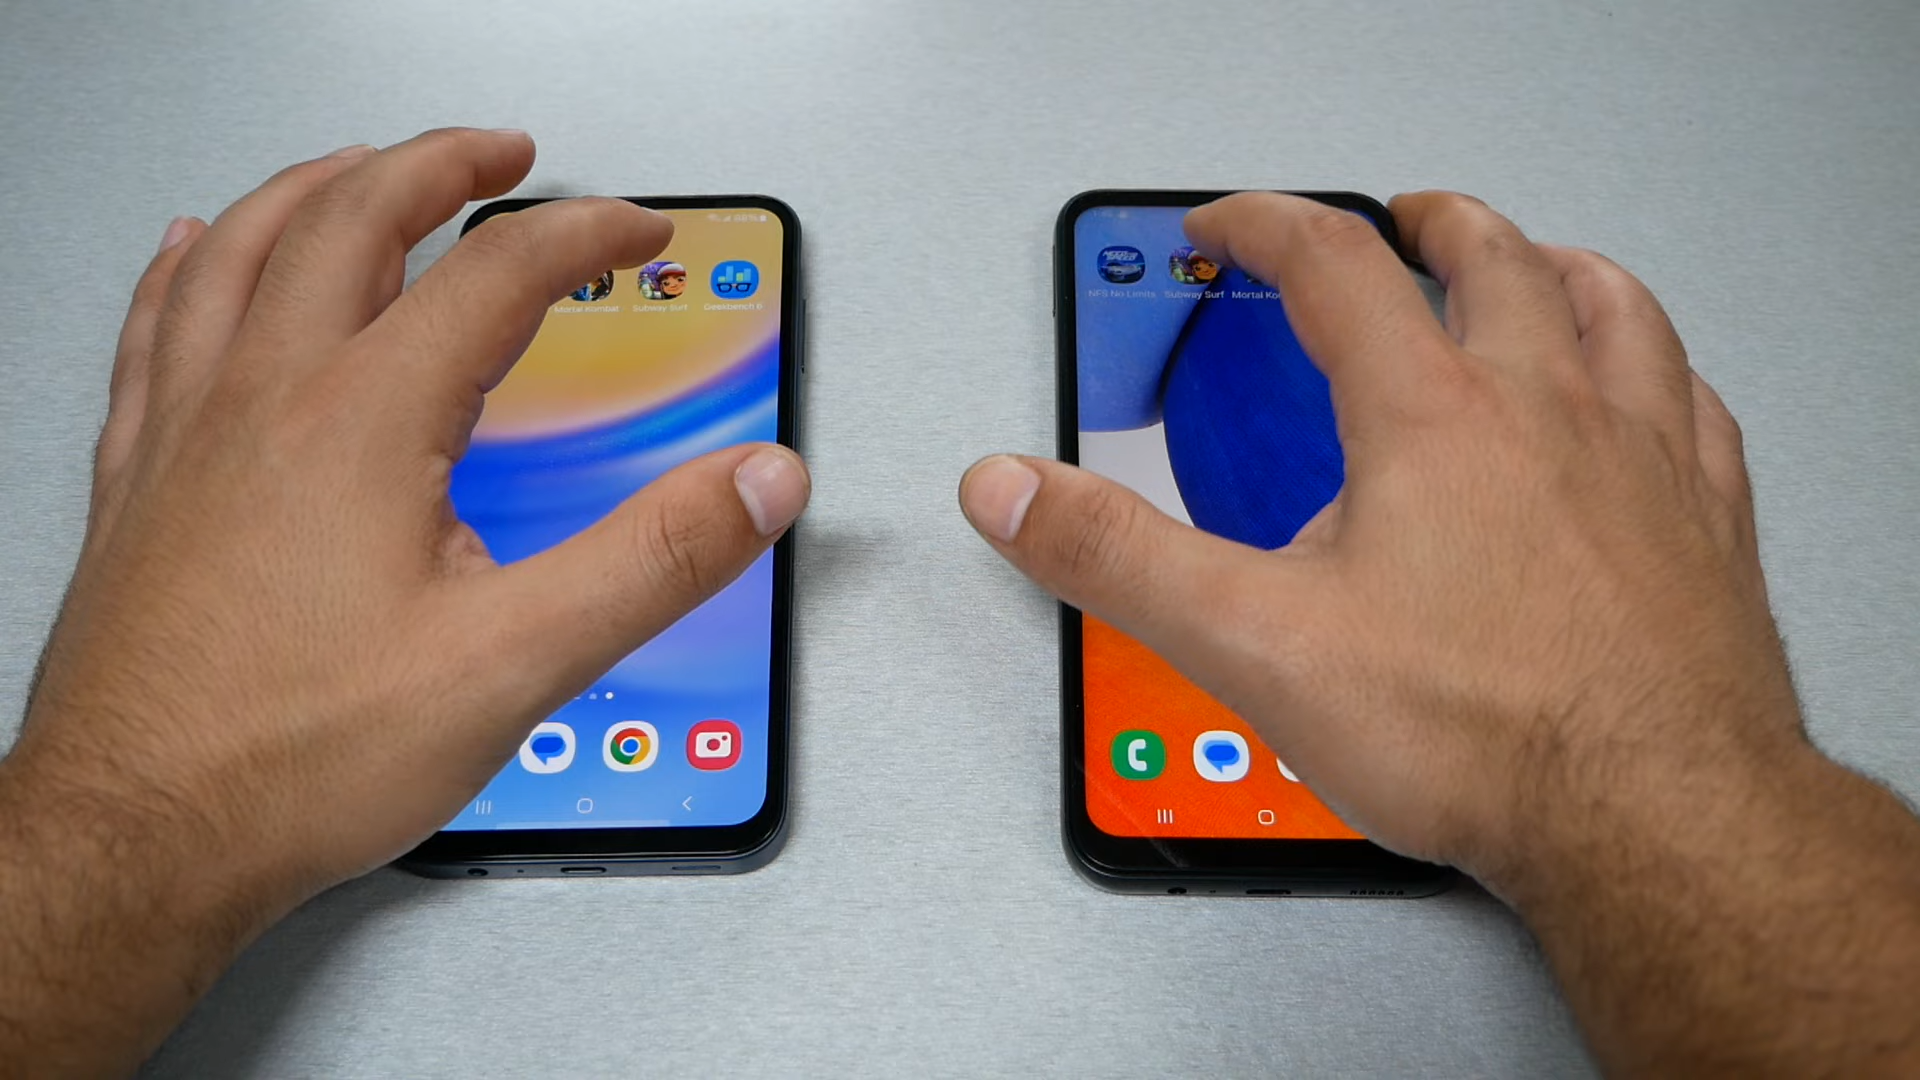 Mortal Kombat
Subway Surf
Geekbench 6
NFS No Limits
Subway Surf
Mortal Ko